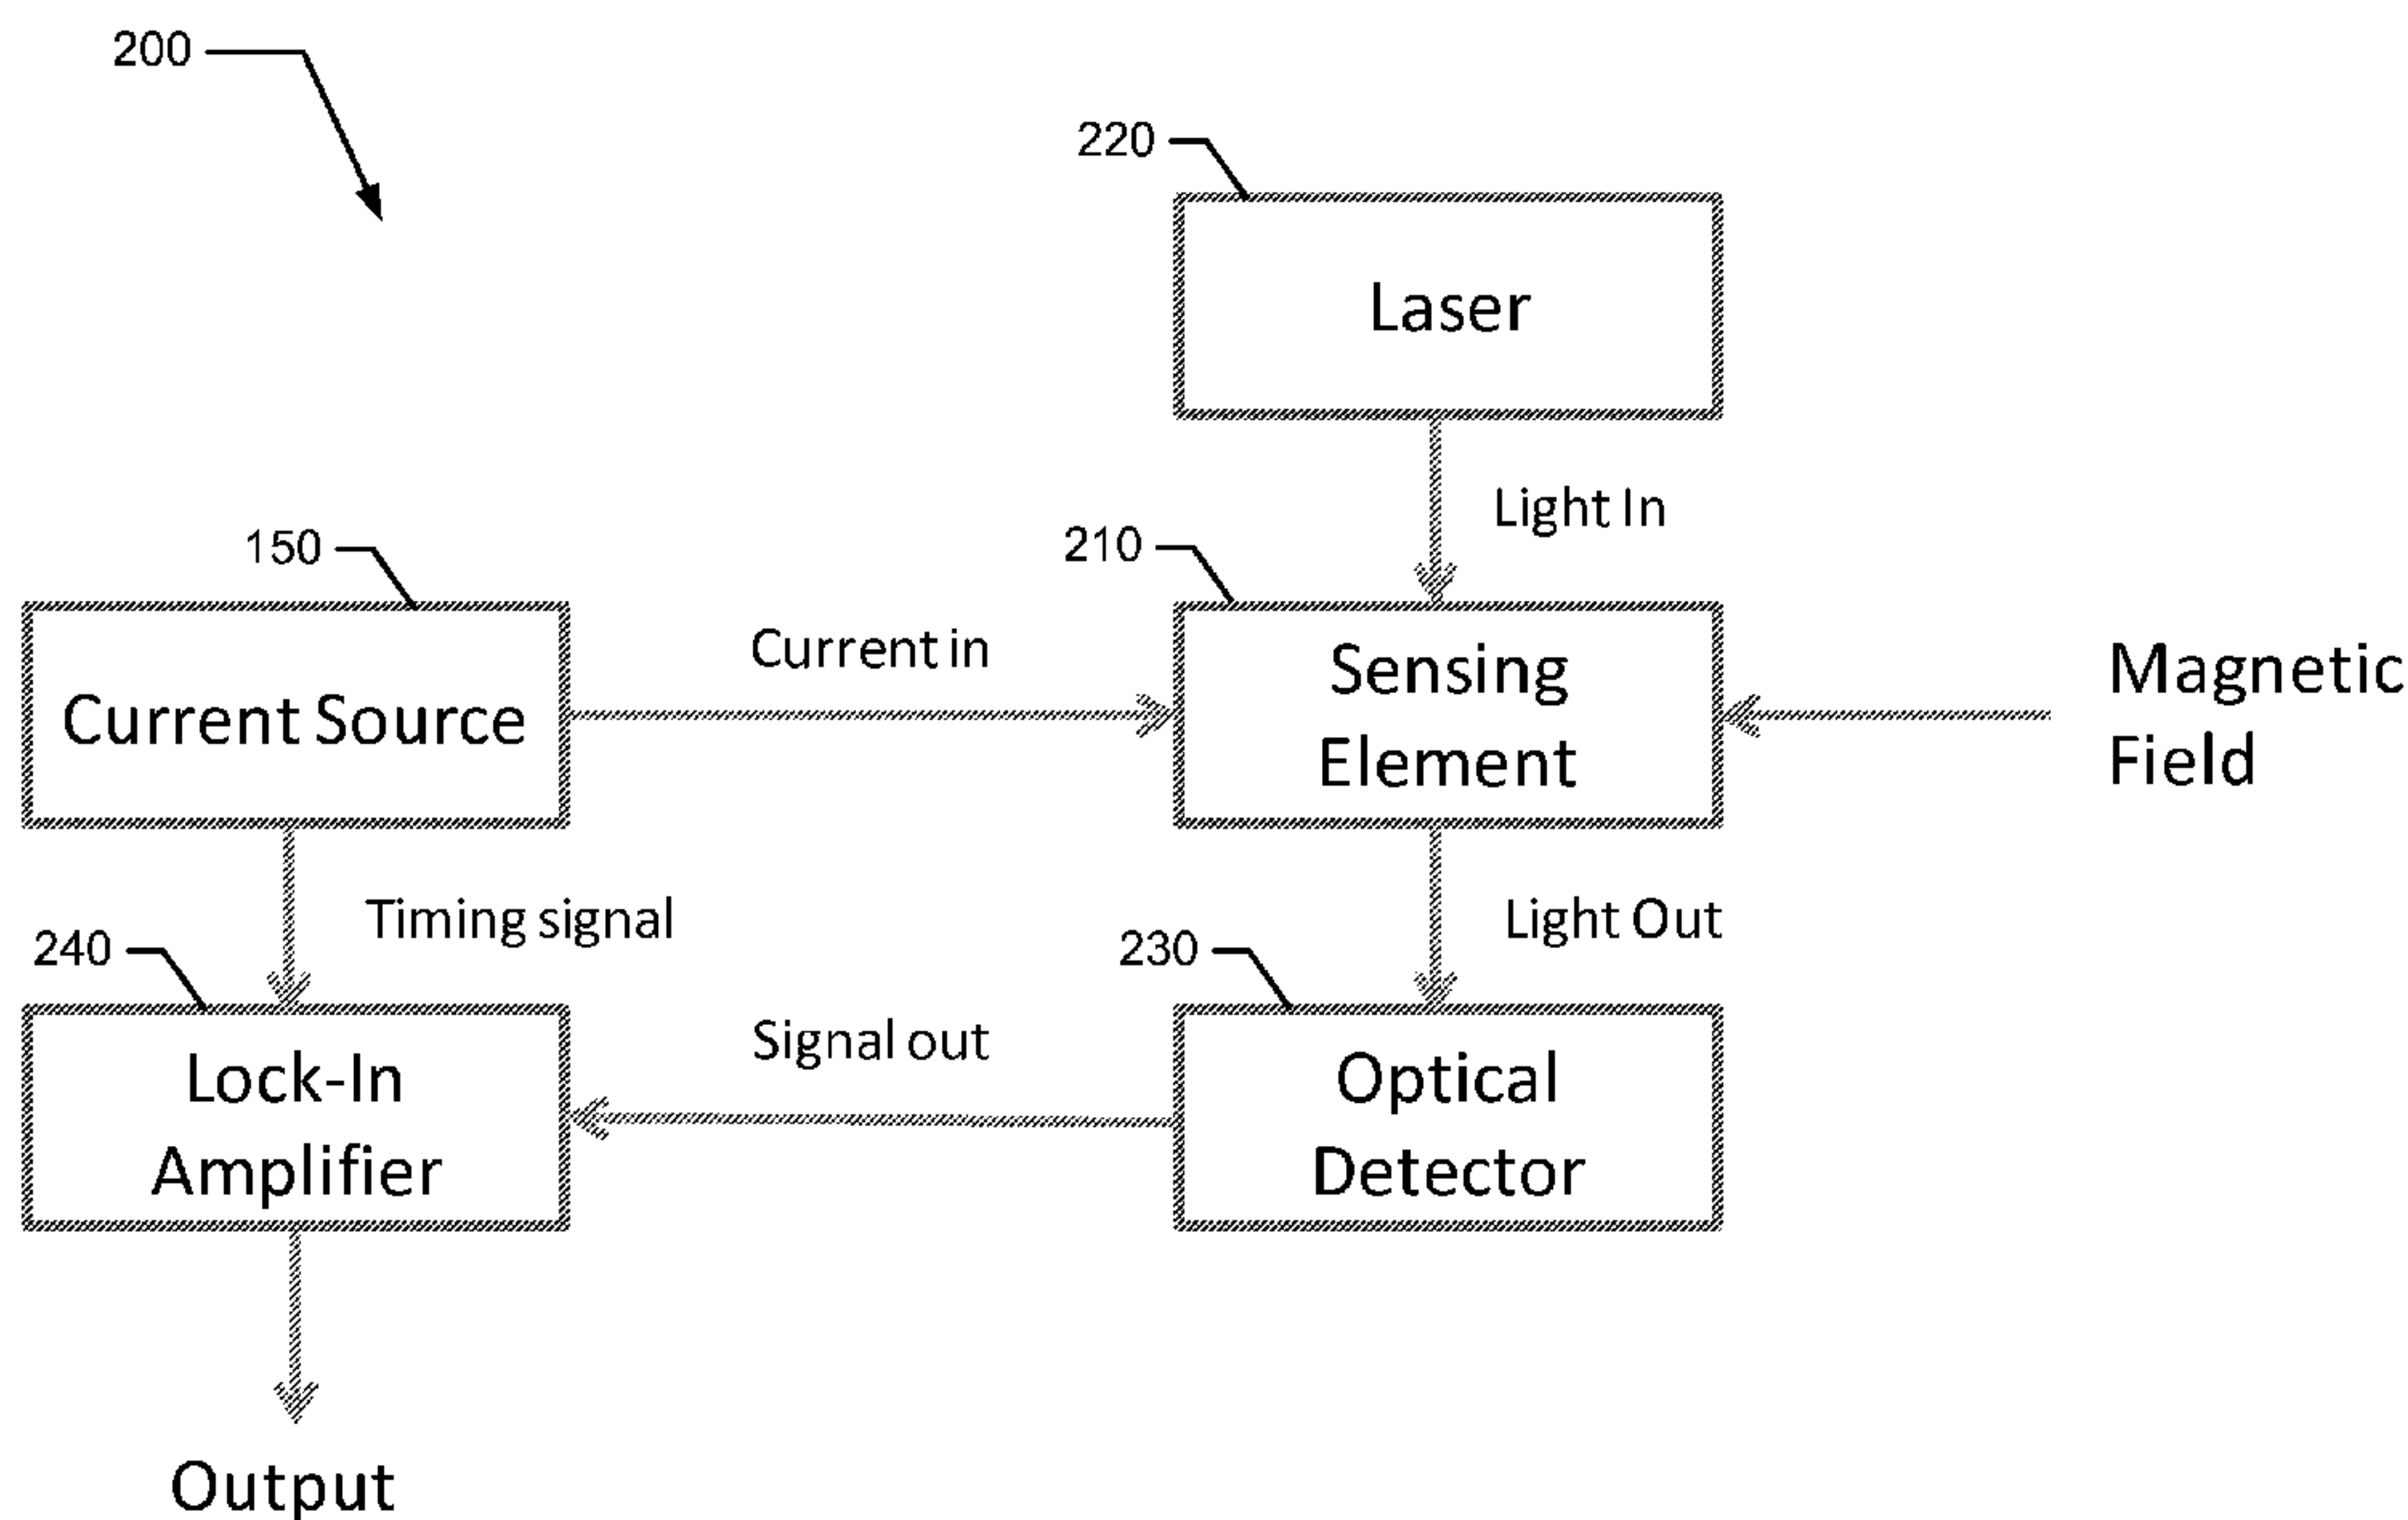 200
220
Laser
Light In
150
210
Current in
Current Source
Sensing
Element
Magnetic
Field
Timing signal
Light Out
240
230
Signal out
Lock-In
Amplifier
Optical
Detector
Output